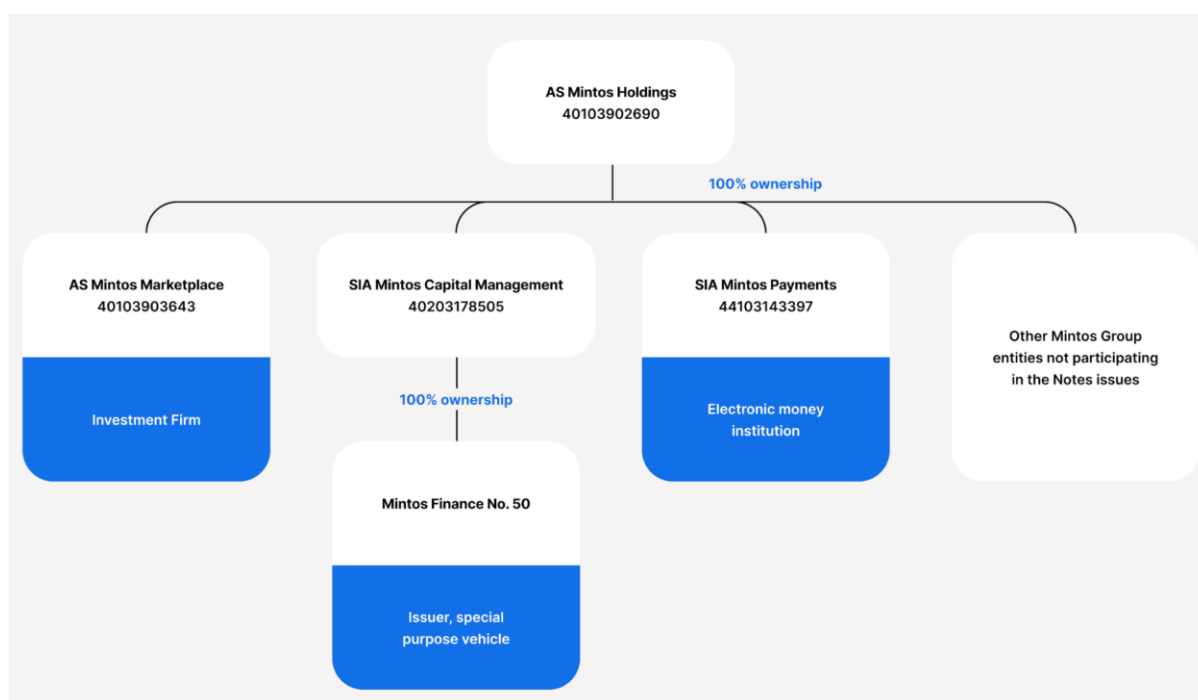 AS Mintos Holdings
40103902690
100% ownership
AS Mintos Marketplace
40103903643
Investment Firm
SIA Mintos Capital Management
40203178505
100% ownership
Mintos Finance No. 50
Issuer, special
purpose vehicle
SIA Mintos Payments
44103143397
Electronic money
institution
Other Mintos Group
entities not participating
in the Notes issues